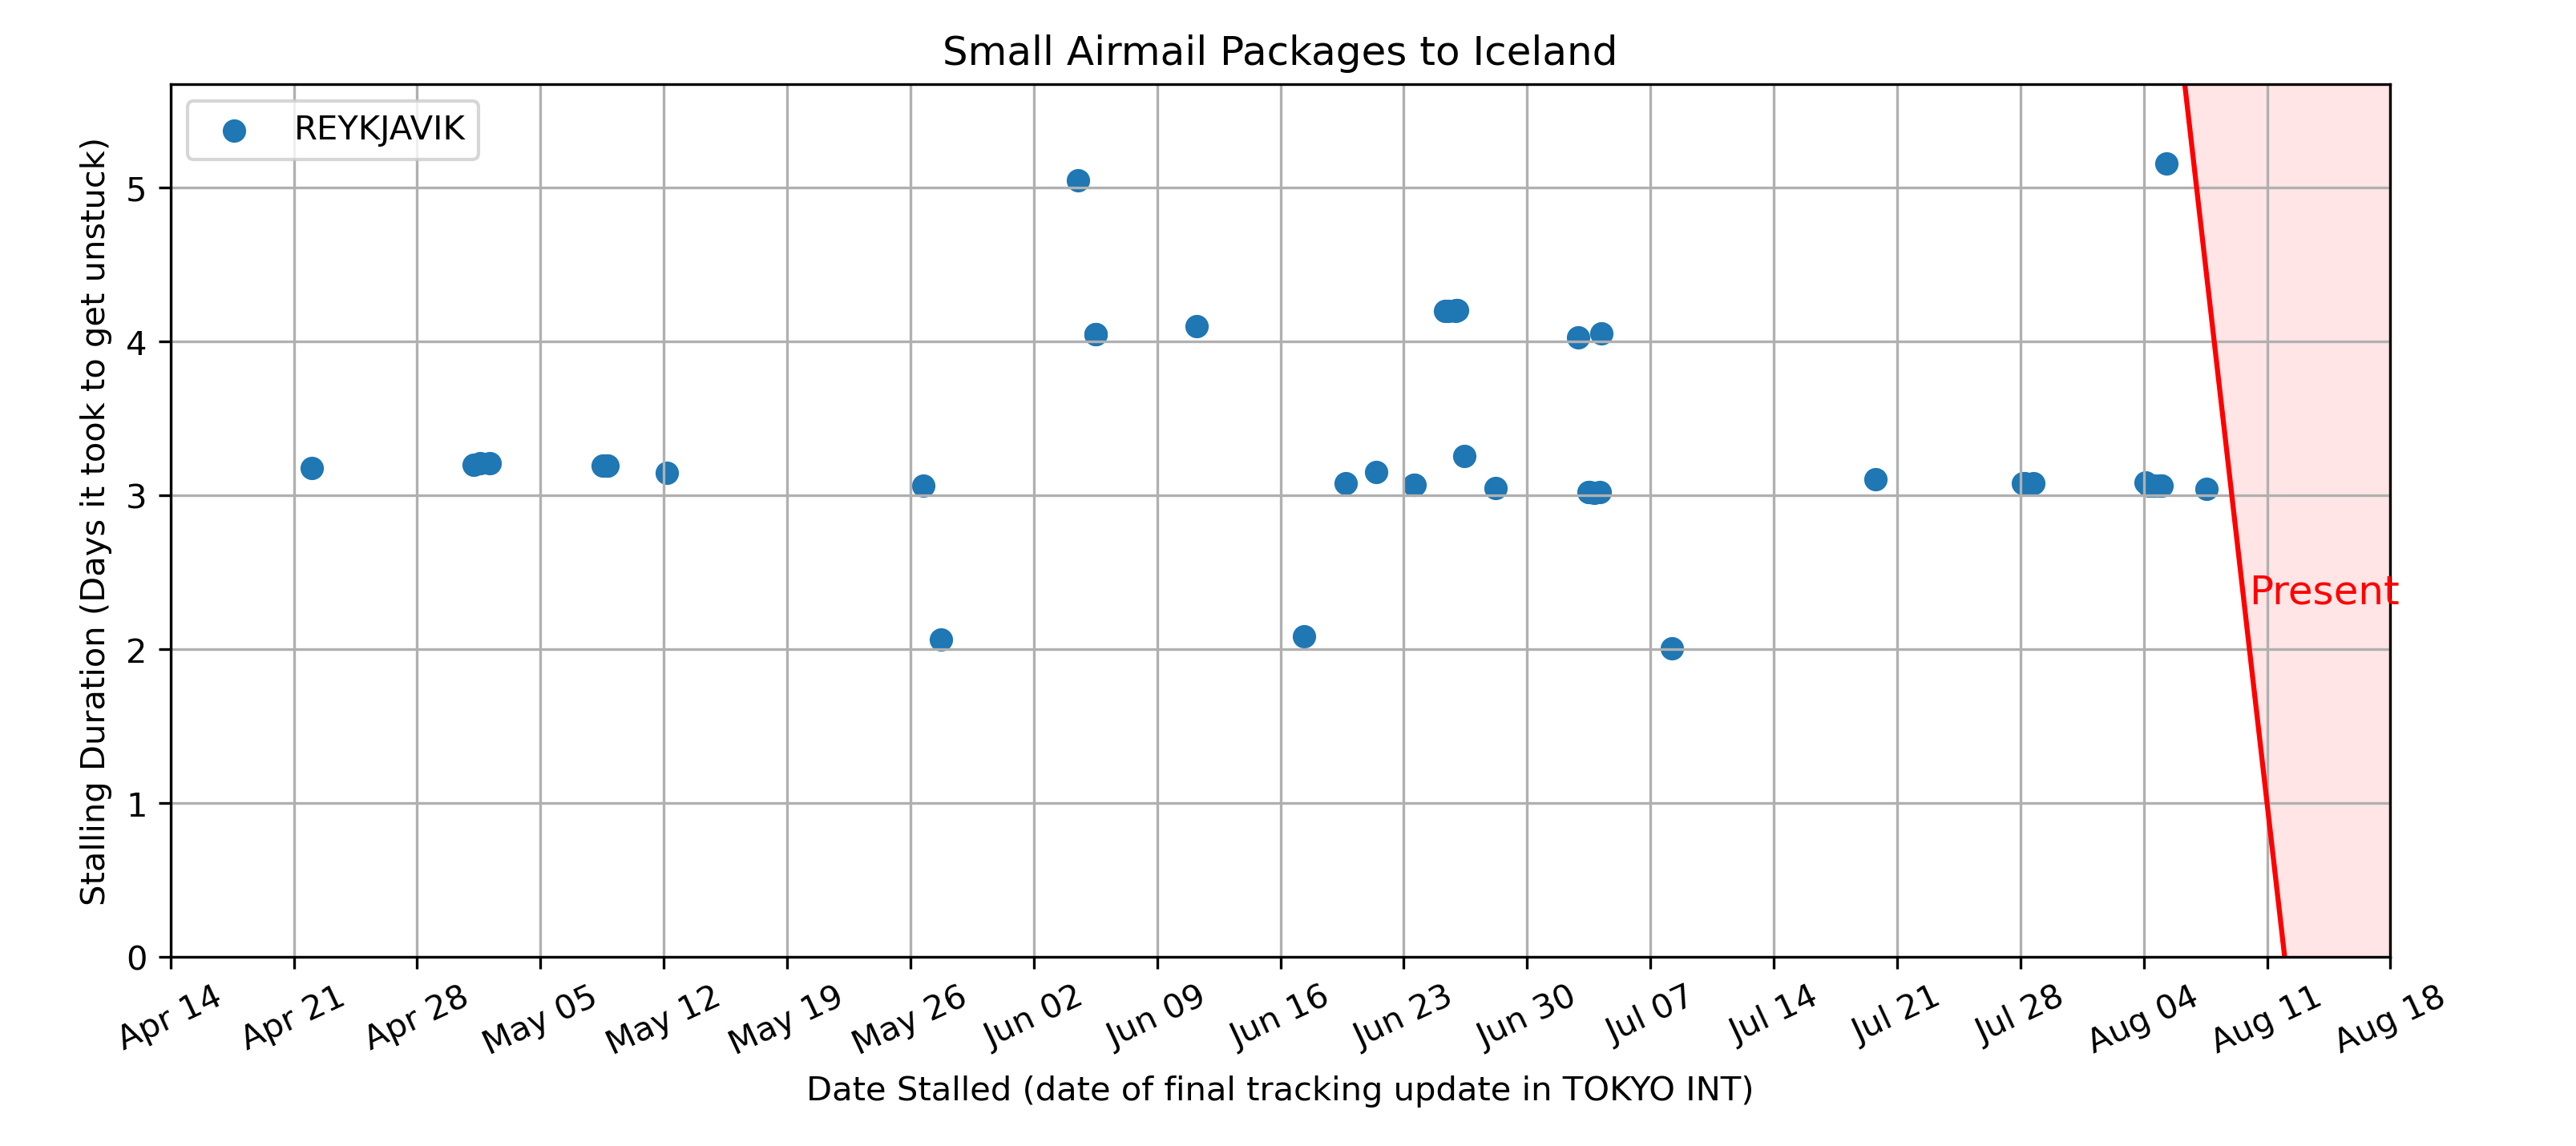 Small Airmail Packages to Iceland
REYKJAVIK
Stalling Duration (Days it took to get unstuck)
5
4
3
2
1
0
Present
Apr 14
Apr 21
Apr 28
May 05
May 12
May 19
May 26
Jun 02
Jun 09
Jun 16
Jun 23
Jun 30
Jul 07
Jul 14
Jul 21
Jul 28
Aug 04
Aug 11
Aug 18
Date Stalled (date of final tracking update in TOKYO INT)